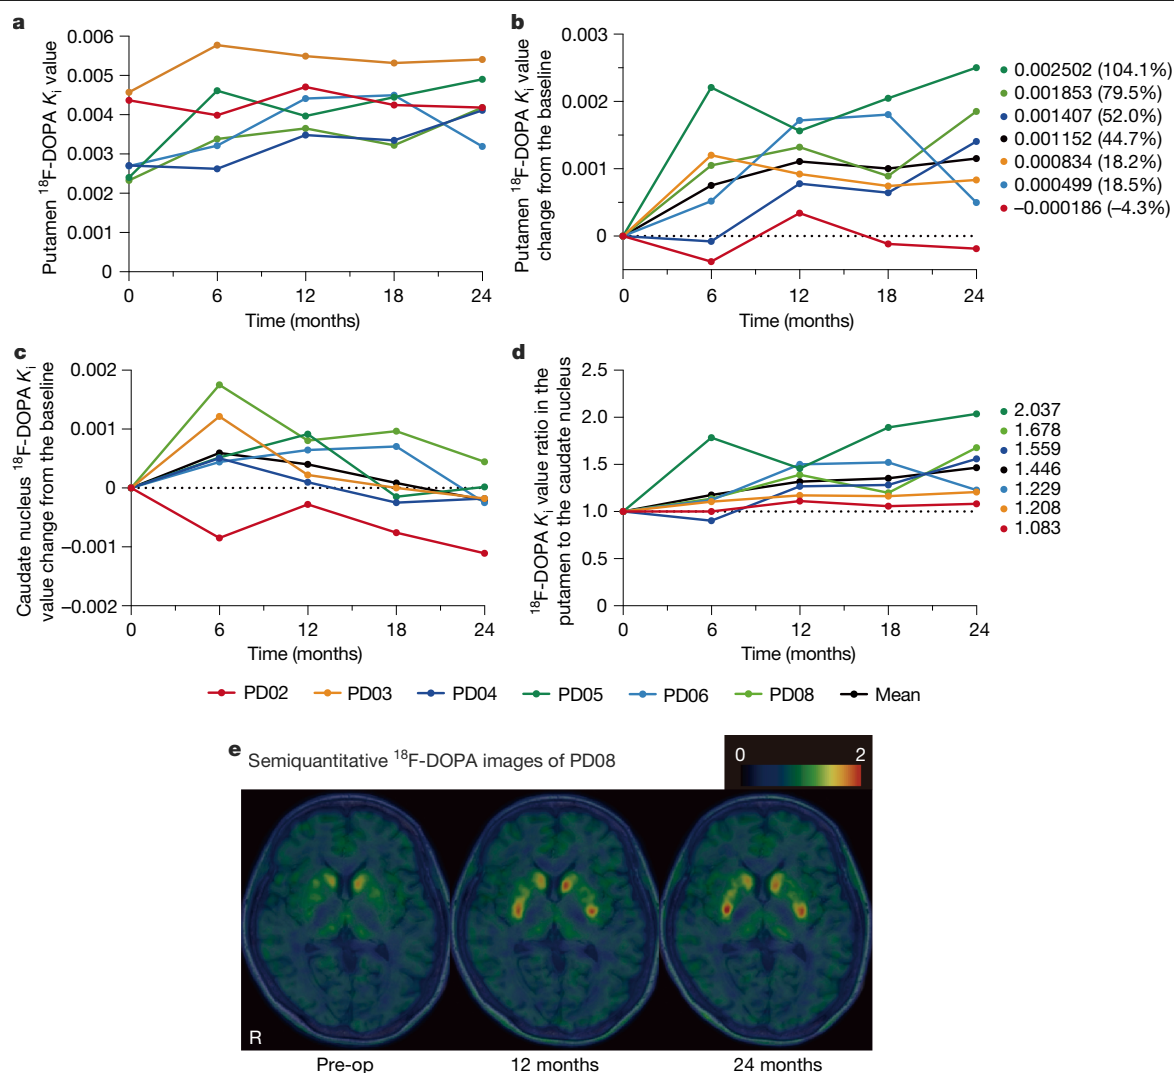 a
Putamen ¹⁸F-DOPA Kᵢ value
0.006
0.005
0.004
0.003
0.002
0.001
0
0 6 12 18 24
Time (months)
b
Putamen ¹⁸F-DOPA Kᵢ value
change from the baseline
0.003
0.002
0.001
0
0 6 12 18 24
Time (months)
0.002502 (104.1%)
0.001853 (79.5%)
0.001407 (52.0%)
0.001152 (44.7%)
0.000834 (18.2%)
0.000499 (18.5%)
–0.000186 (–4.3%)
c
Caudate nucleus ¹⁸F-DOPA Kᵢ
value change from the baseline
0.002
0.001
0
–0.001
–0.002
0 6 12 18 24
Time (months)
d
¹⁸F-DOPA Kᵢ value ratio in the
putamen to the caudate nucleus
2.5
2.0
1.5
1.0
0.5
0
0 6 12 18 24
Time (months)
2.037
1.678
1.559
1.446
1.229
1.208
1.083
PD02 PD03 PD04 PD05 PD06 PD08 Mean
e Semiquantitative ¹⁸F-DOPA images of PD08
0 2
R
Pre-op 12 months 24 months